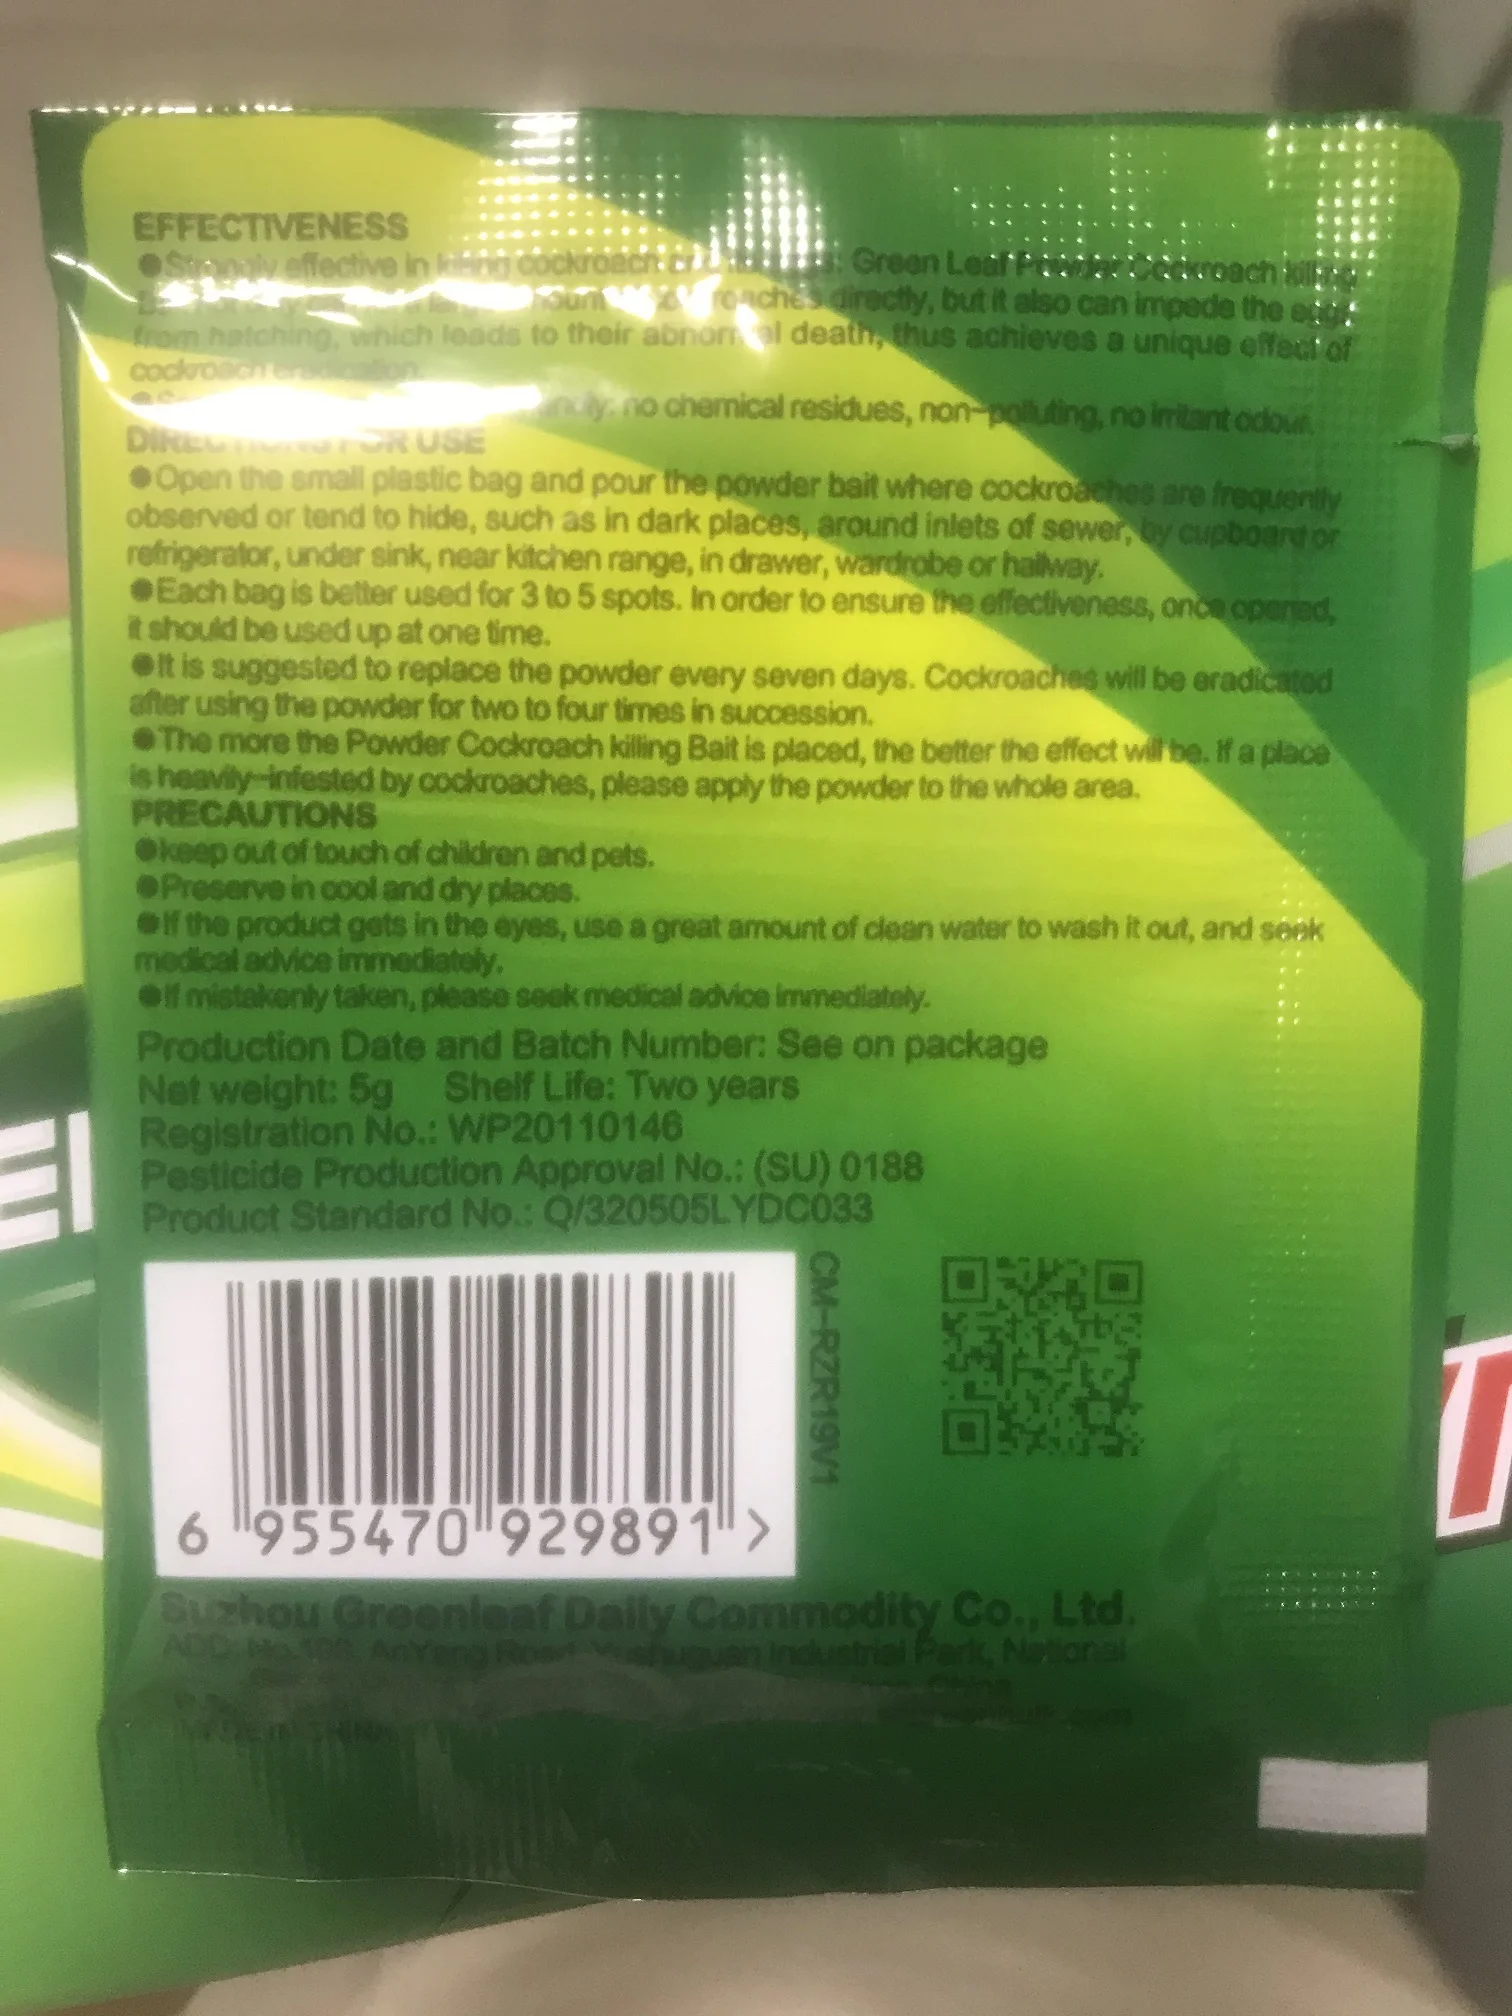 EFFECTIVENESS
●Strongly effective in killing cockroach Green Leaf Powder Cockroach killing
directly, but it also can impede the eggs
from hatching, which leads to their abnormal death, thus achieves a unique effect of
cockroach eradication.
no chemical residues, non-polluting, no irritant odour.
DIRECTIONS FOR USE
●Open the small plastic bag and pour the powder bait where cockroaches are frequently
observed or tend to hide, such as in dark places, around inlets of sewer, by cupboard or
refrigerator, under sink, near kitchen range, in drawer, wardrobe or hallway.
●Each bag is better used for 3 to 5 spots. In order to ensure the effectiveness, once opened,
it should be used up at one time.
●It is suggested to replace the powder every seven days. Cockroaches will be eradicated
after using the powder for two to four times in succession.
●The more the Powder Cockroach killing Bait is placed, the better the effect will be. If a place
is heavily-infested by cockroaches, please apply the powder to the whole area.
PRECAUTIONS
●keep out of touch of children and pets.
●Preserve in cool and dry places.
●If the product gets in the eyes, use a great amount of clean water to wash it out, and seek
medical advice immediately.
●If mistakenly taken, please seek medical advice immediately.
Production Date and Batch Number: See on package
Net weight: 5g Shelf Life: Two years
Registration No.: WP20110146
Pesticide Production Approval No.: (SU) 0188
Product Standard No.: Q/320505LYDC033
CM-RZR19V1
6 955470 929891 >
Suzhou Greenleaf Daily Commodity Co., Ltd.
ADD: AnYang Road, Industrial Park, National
China
MADE IN CHINA